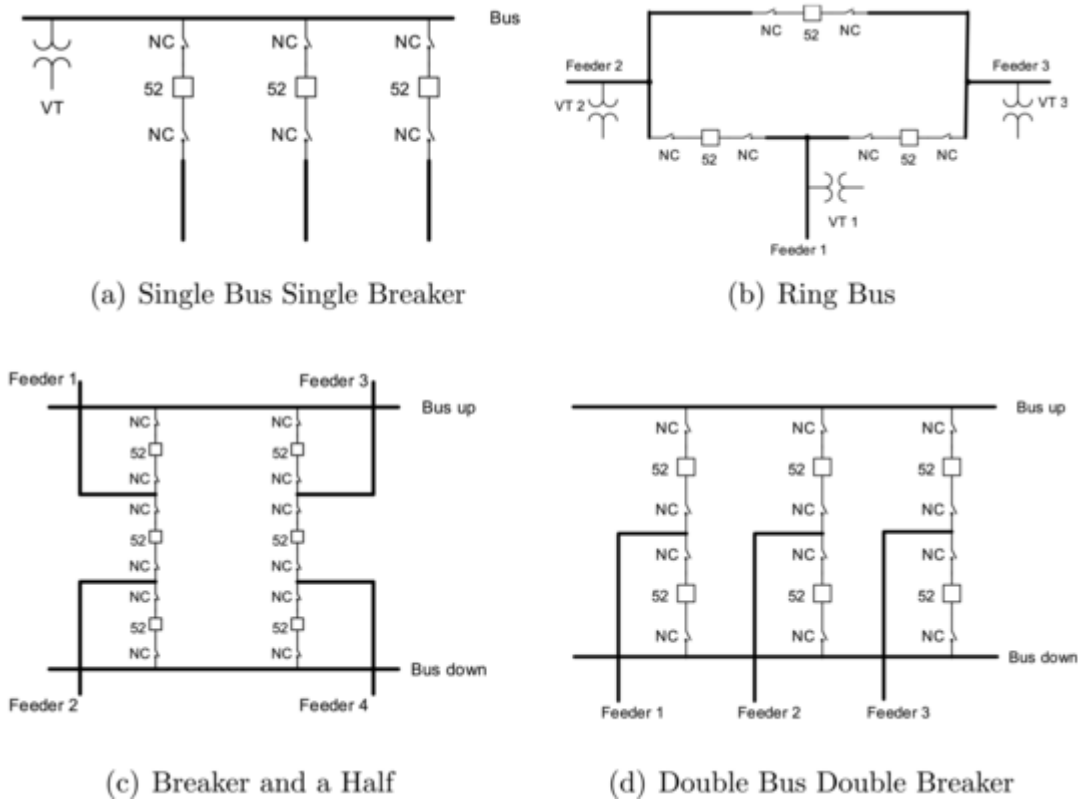 Bus
NC NC NC
52 52 52
VT
NC NC NC
(a) Single Bus Single Breaker
NC 52 NC
Feeder 2 Feeder 3
VT 2 VT 3
NC 52 NC NC 52 NC
VT 1
Feeder 1
(b) Ring Bus
Feeder 1 Feeder 3
Bus up
NC NC
52 52
NC NC
NC NC
52 52
NC NC
NC NC
52 52
NC NC
Bus down
Feeder 2 Feeder 4
(c) Breaker and a Half
Bus up
NC NC NC
52 52 52
NC NC NC
NC NC NC
52 52 52
NC NC NC
Bus down
Feeder 1 Feeder 2 Feeder 3
(d) Double Bus Double Breaker